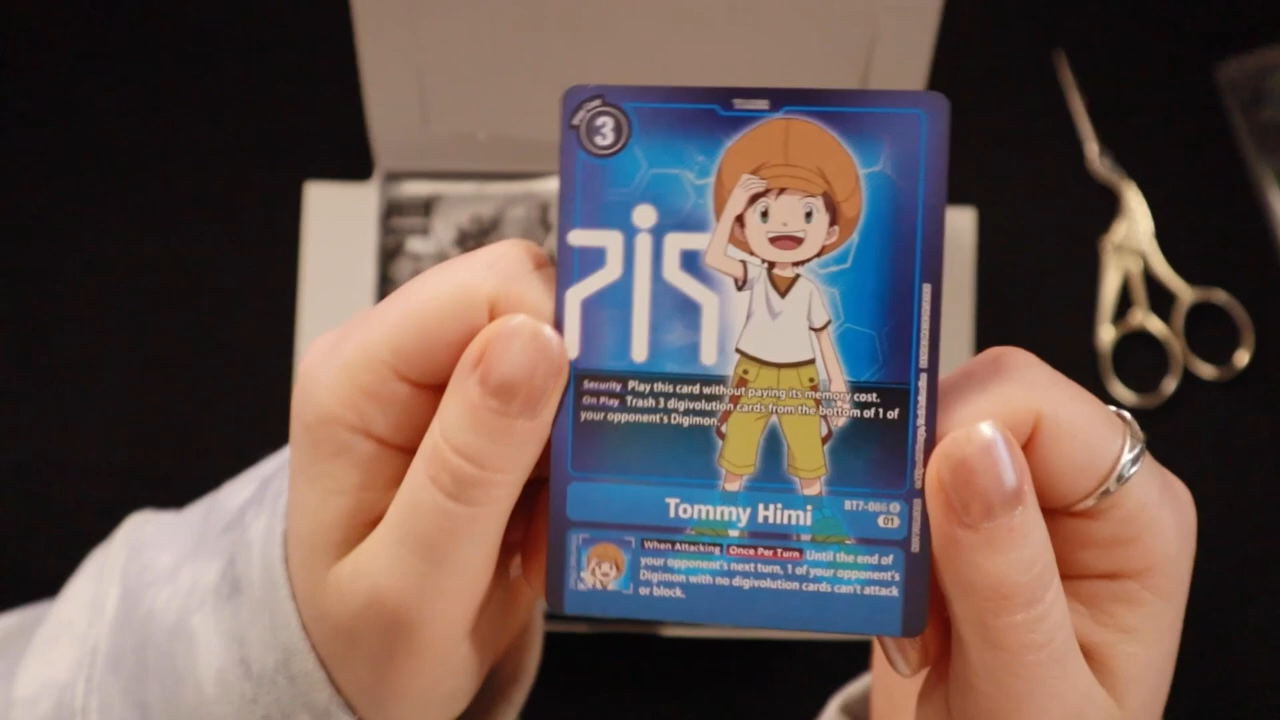 3
Security Play this card without paying its memory cost.
On Play Trash 3 digivolution cards from the bottom of 1 of
your opponent's Digimon.
Tommy Himi
BT7-086 U
01
When Attacking Once Per Turn Until the end of
your opponent's next turn, 1 of your opponent's
Digimon with no digivolution cards can't attack
or block.